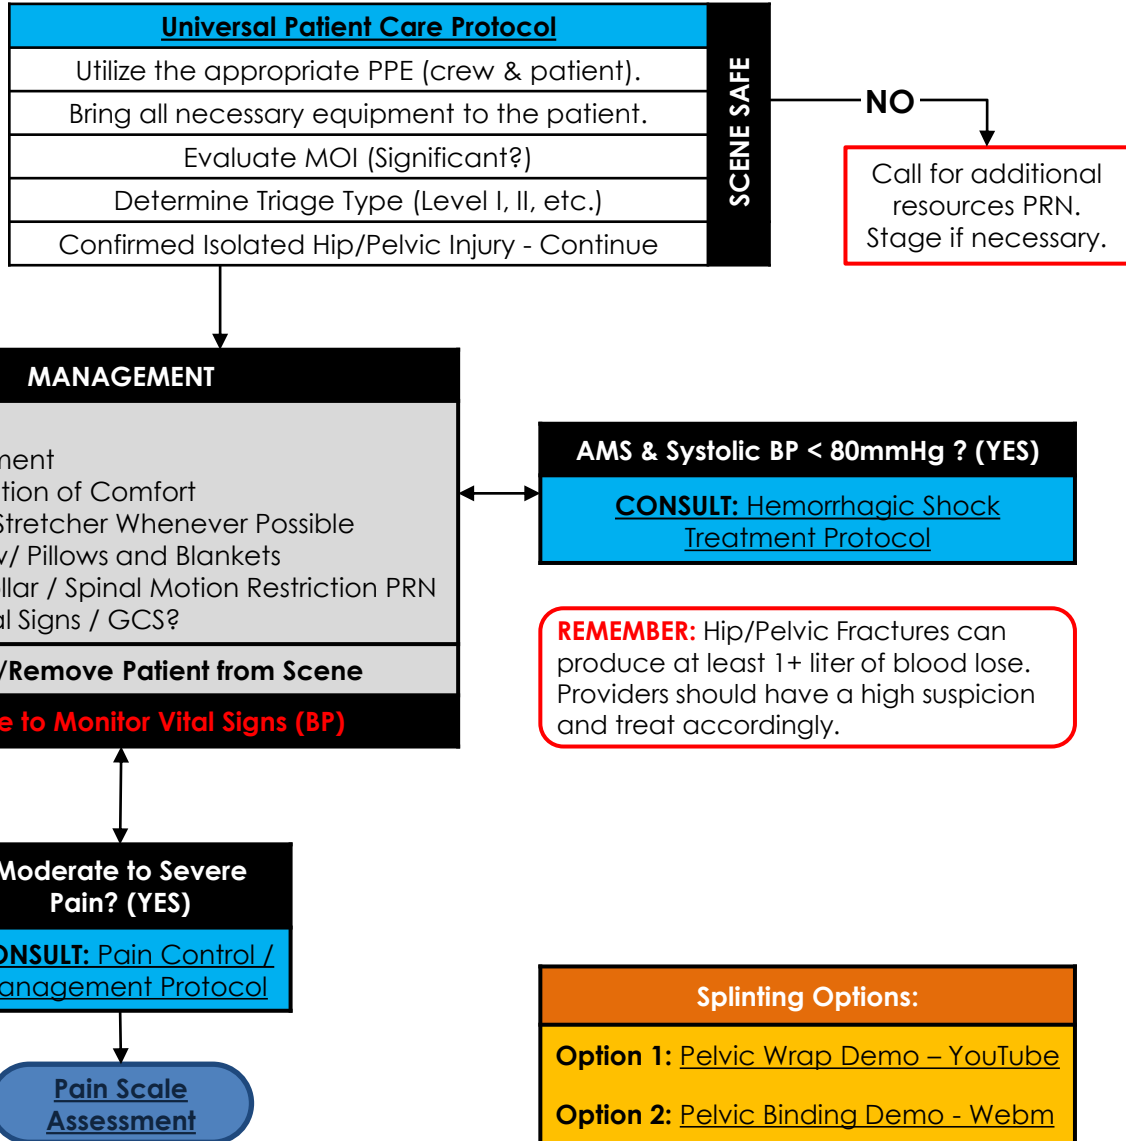 Universal Patient Care Protocol
Utilize the appropriate PPE (crew & patient).
Bring all necessary equipment to the patient.
Evaluate MOI (Significant?)
Determine Triage Type (Level I, II, etc.)
Confirmed Isolated Hip/Pelvic Injury - Continue
SCENE SAFE
NO
Call for additional
resources PRN.
Stage if necessary.
MANAGEMENT
ment
tion of Comfort
Stretcher Whenever Possible
w/ Pillows and Blankets
llar / Spinal Motion Restriction PRN
al Signs / GCS?
/Remove Patient from Scene
e to Monitor Vital Signs (BP)
AMS & Systolic BP < 80mmHg ? (YES)
CONSULT: Hemorrhagic Shock
Treatment Protocol
REMEMBER: Hip/Pelvic Fractures can
produce at least 1+ liter of blood lose.
Providers should have a high suspicion
and treat accordingly.
Moderate to Severe
Pain? (YES)
ONSULT: Pain Control /
anagement Protocol
Pain Scale
Assessment
Splinting Options:
Option 1: Pelvic Wrap Demo – YouTube
Option 2: Pelvic Binding Demo - Webm